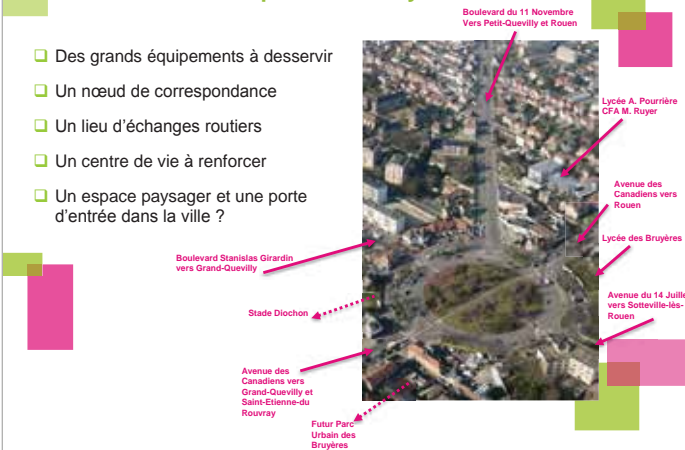 Boulevard du 11 Novembre
Vers Petit-Quevilly et Rouen
Des grands équipements à desservir
Un nœud de correspondance
Un lieu d'échanges routiers
Un centre de vie à renforcer
Un espace paysager et une porte
d'entrée dans la ville ?
Lycée A. Pourrière
CFA M. Ruyer
Avenue des
Canadiens vers
Rouen
Lycée des Bruyères
Boulevard Stanislas Girardin
vers Grand-Quevilly
Stade Diochon
Avenue du 14 Juille
vers Sotteville-lès-
Rouen
Avenue des
Canadiens vers
Grand-Quevilly et
Saint-Etienne-du
Rouvray
Futur Parc
Urbain des
Bruyères